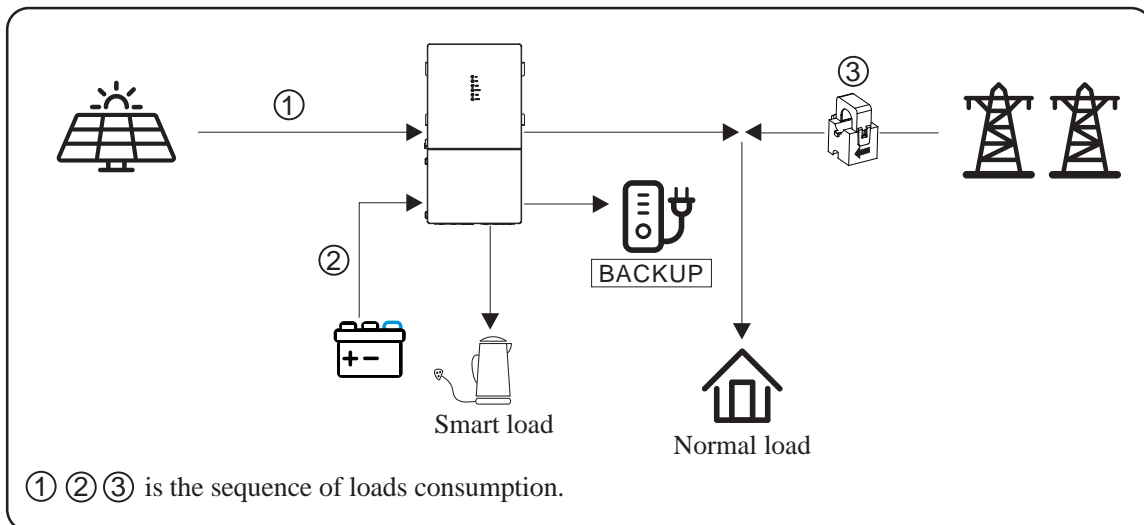 ①
③
②
BACKUP
Smart load
Normal load
① ② ③ is the sequence of loads consumption.